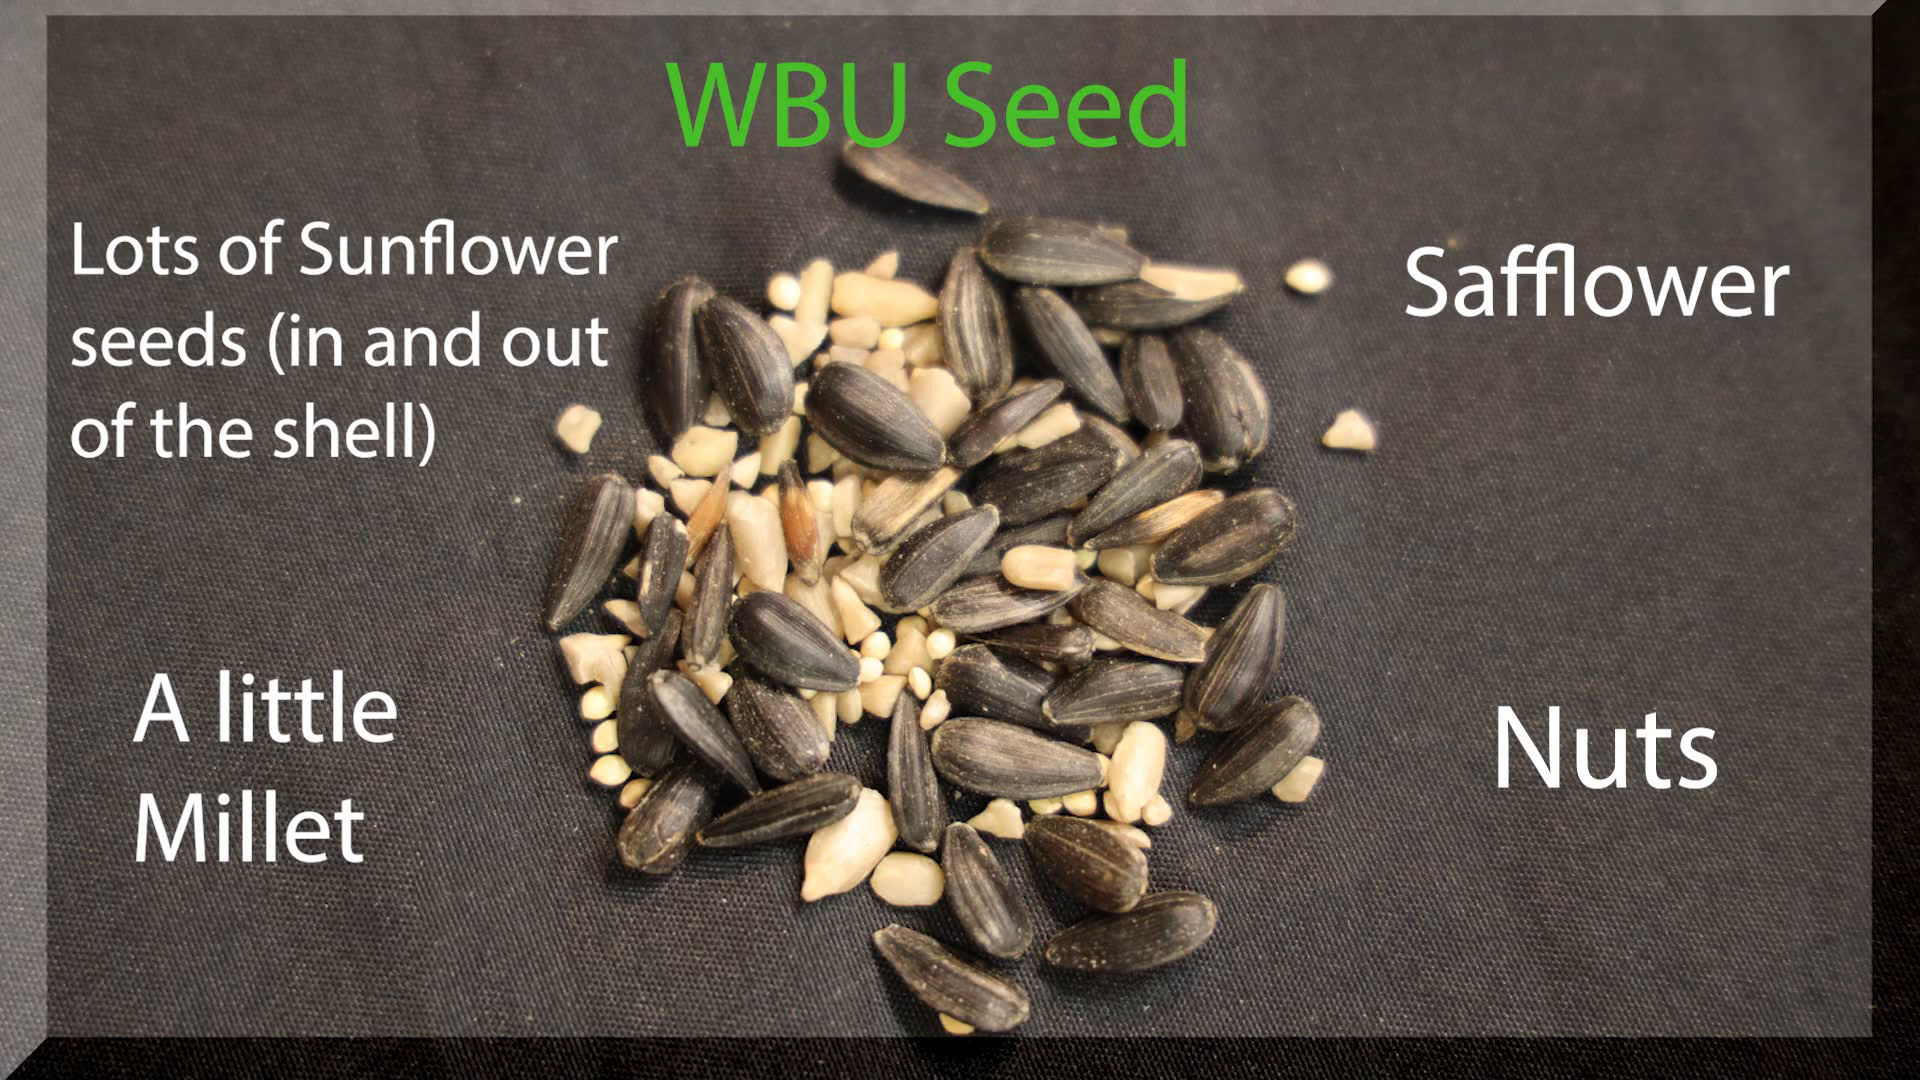 WBU Seed
Lots of Sunflower
seeds (in and out
of the shell)
Safflower
A little
Millet
Nuts